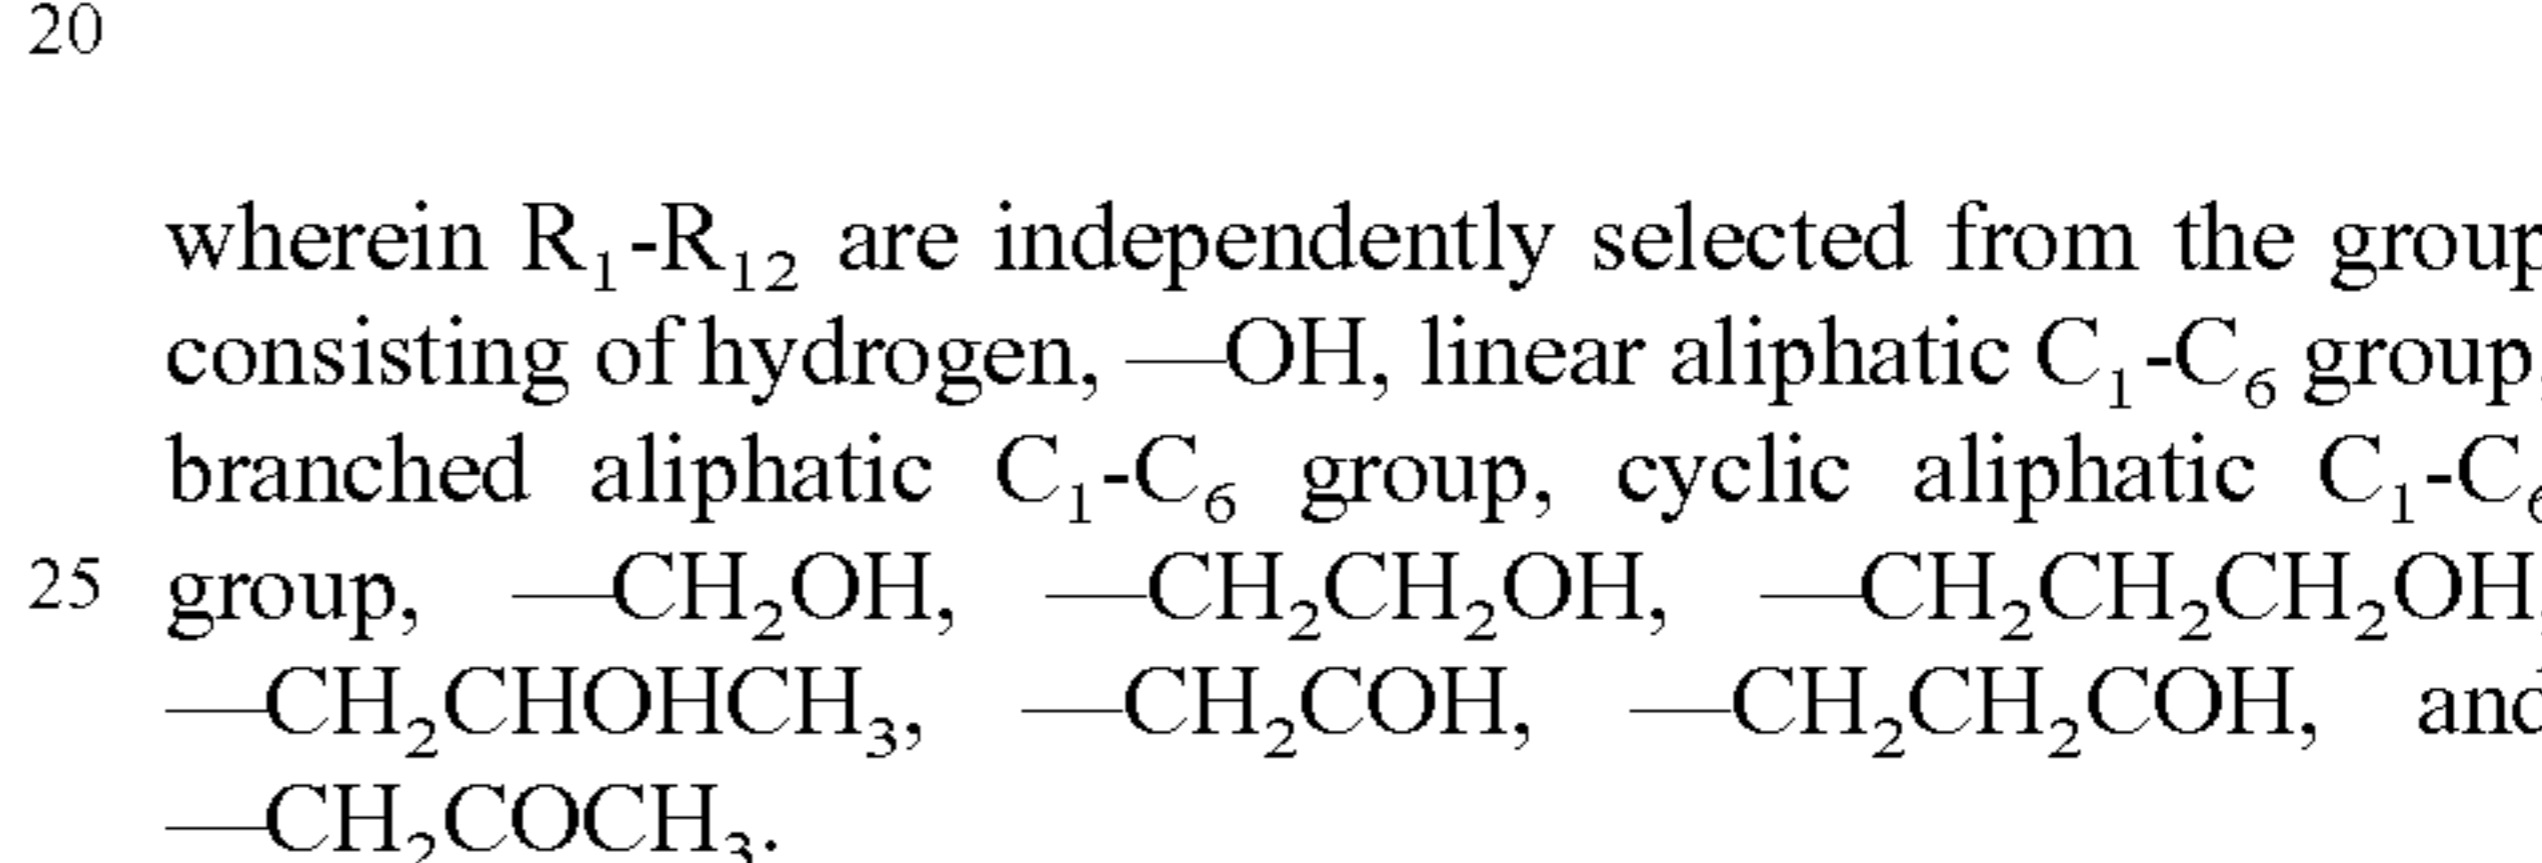 20
wherein R₁-R₁₂ are independently selected from the group
consisting of hydrogen, —OH, linear aliphatic C₁-C₆ group,
branched aliphatic C₁-C₆ group, cyclic aliphatic C₁-C₆
25 group, —CH₂OH, —CH₂CH₂OH, —CH₂CH₂CH₂OH,
—CH₂CHOHCH₃, —CH₂COH, —CH₂CH₂COH, and
—CH₂COCH₃.